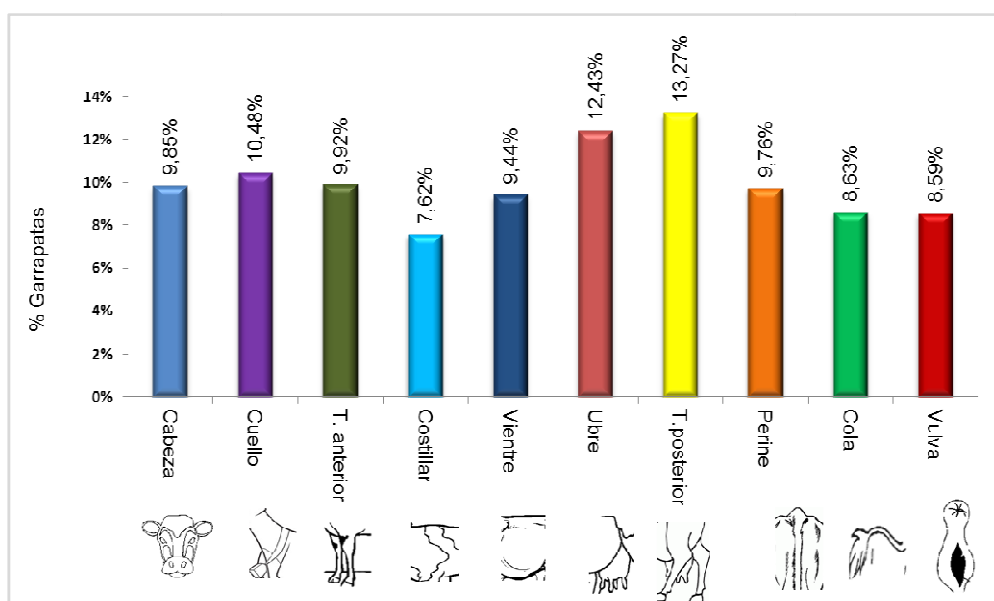 % Garrapatas
14%
12%
10%
8%
6%
4%
2%
0%
9,85%
10,48%
9,92%
7,62%
9,44%
12,43%
13,27%
9,76%
8,63%
8,59%
Cabeza
Cuello
T. anterior
Costillar
Vientre
Ubre
T.posterior
Perine
Cola
Vulva